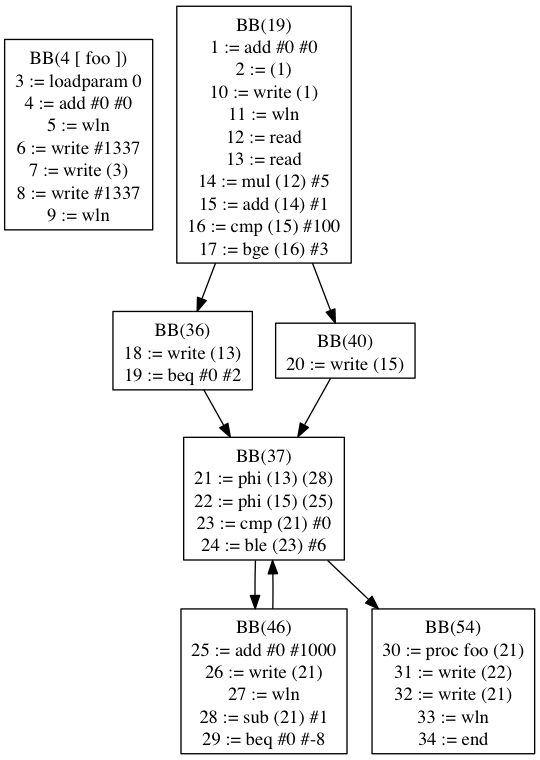 BB(4 [ foo ])
3 := loadparam 0
4 := add #0 #0
5 := wln
6 := write #1337
7 := write (3)
8 := write #1337
9 := wln
BB(19)
1 := add #0 #0
2 := (1)
10 := write (1)
11 := wln
12 := read
13 := read
14 := mul (12) #5
15 := add (14) #1
16 := cmp (15) #100
17 := bge (16) #3
BB(36)
18 := write (13)
19 := beq #0 #2
BB(40)
20 := write (15)
BB(37)
21 := phi (13) (28)
22 := phi (15) (25)
23 := cmp (21) #0
24 := ble (23) #6
BB(46)
25 := add #0 #1000
26 := write (21)
27 := wln
28 := sub (21) #1
29 := beq #0 #-8
BB(54)
30 := proc foo (21)
31 := write (22)
32 := write (21)
33 := wln
34 := end